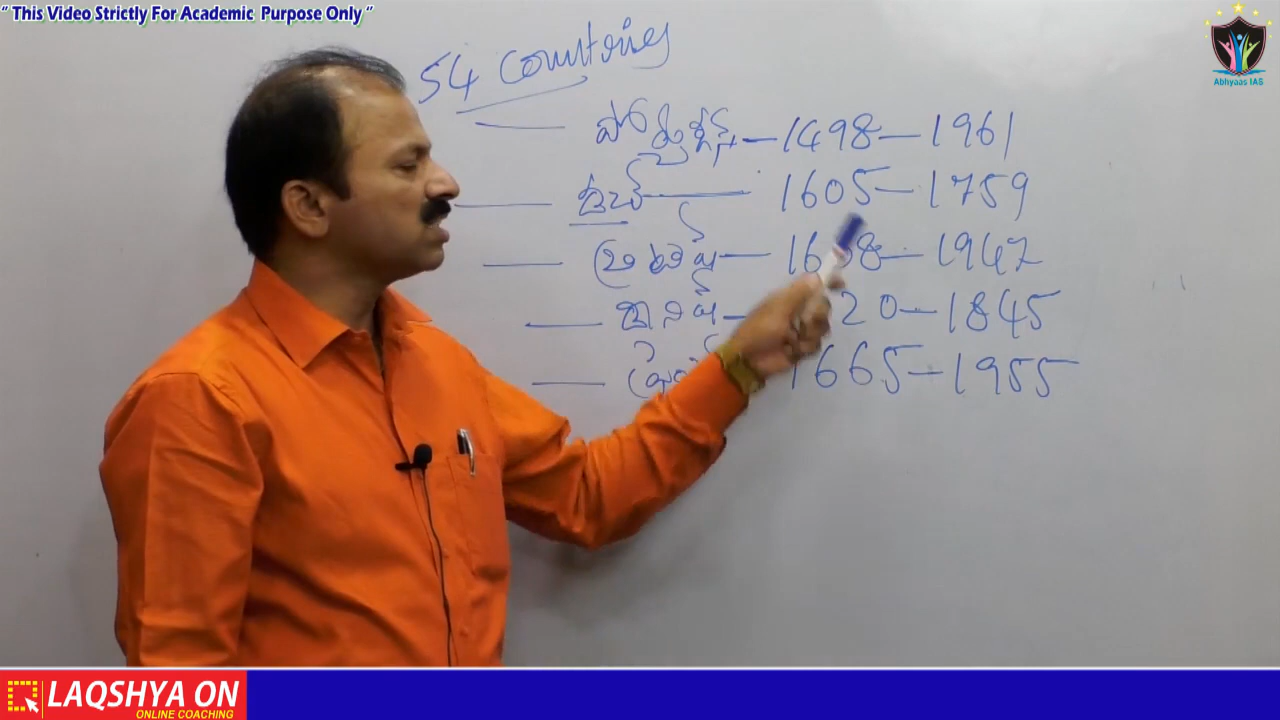 " This Video Strictly For Academic Purpose Only "
Abhyaas IAS
54 Countries
పోర్చుగీస్ — 1498 — 1961
డచ్ — 1605 — 1759
బ్రిటిష్ — 1608 — 1947
డానిష్ — 20 — 1845
1665 — 1955
LAQSHYA ON
ONLINE COACHING